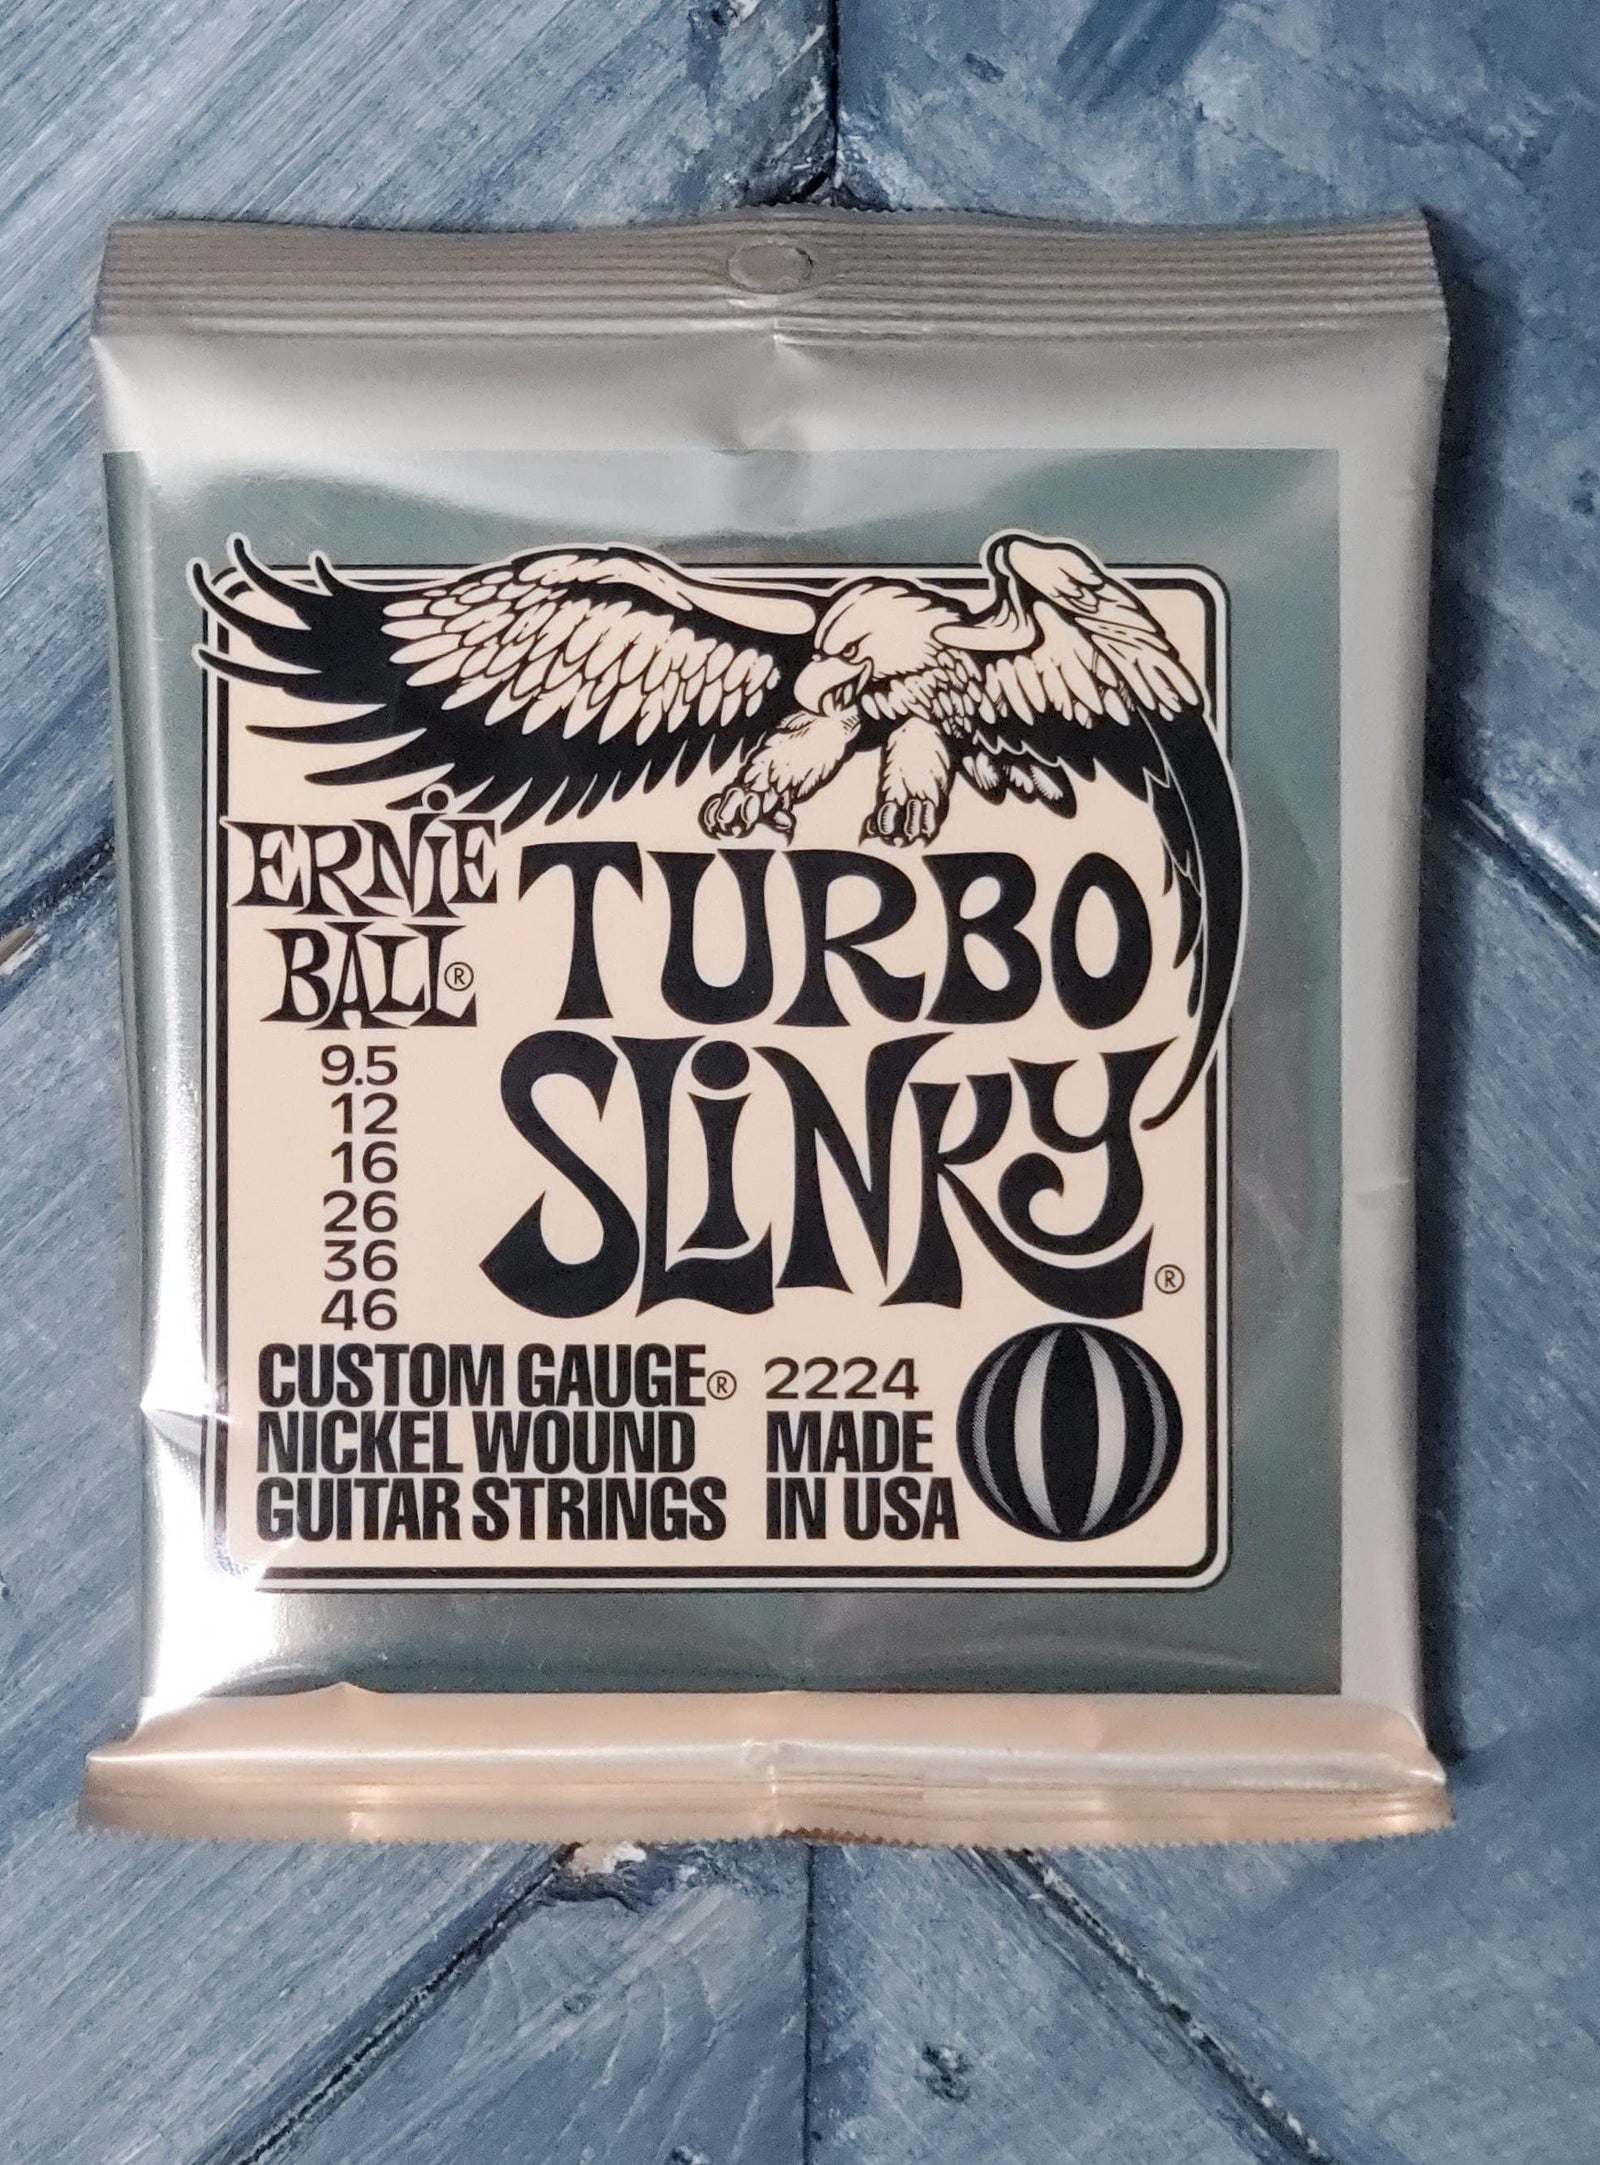 ERNIE
BALL®
TURBO
SLINKY®
9.5
12
16
26
36
46
CUSTOM GAUGE®
NICKEL WOUND
GUITAR STRINGS
2224
MADE
IN USA